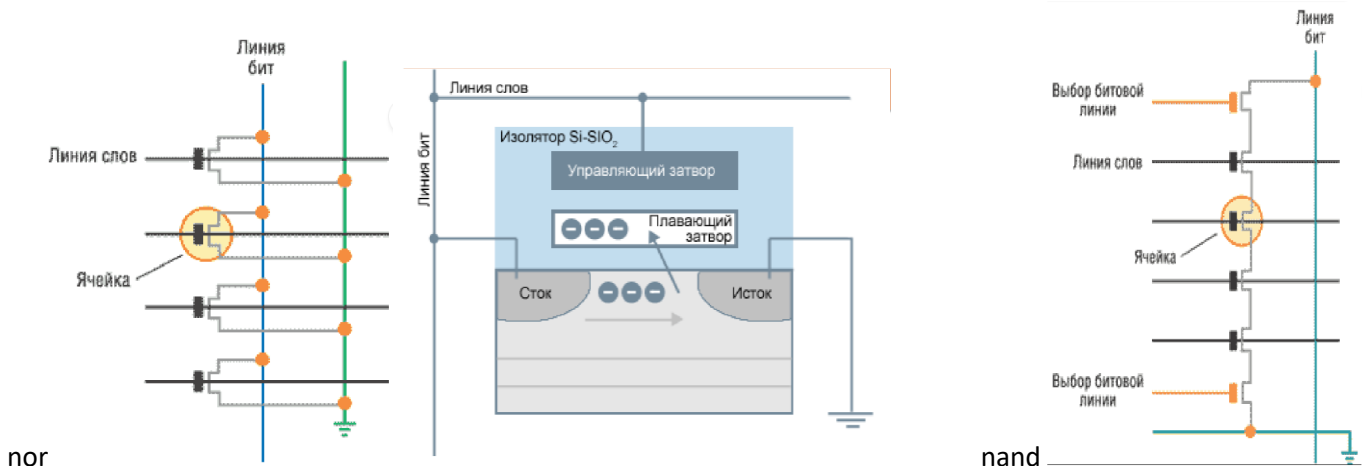 Линия
бит
Линия слов
Ячейка
nor
Линия слов
Линия бит
Изолятор Si-SIO₂
Управляющий затвор
Плавающий
затвор
Сток
Исток
Линия
бит
Выбор битовой
линии
Линия слов
Ячейка
Выбор битовой
линии
nand